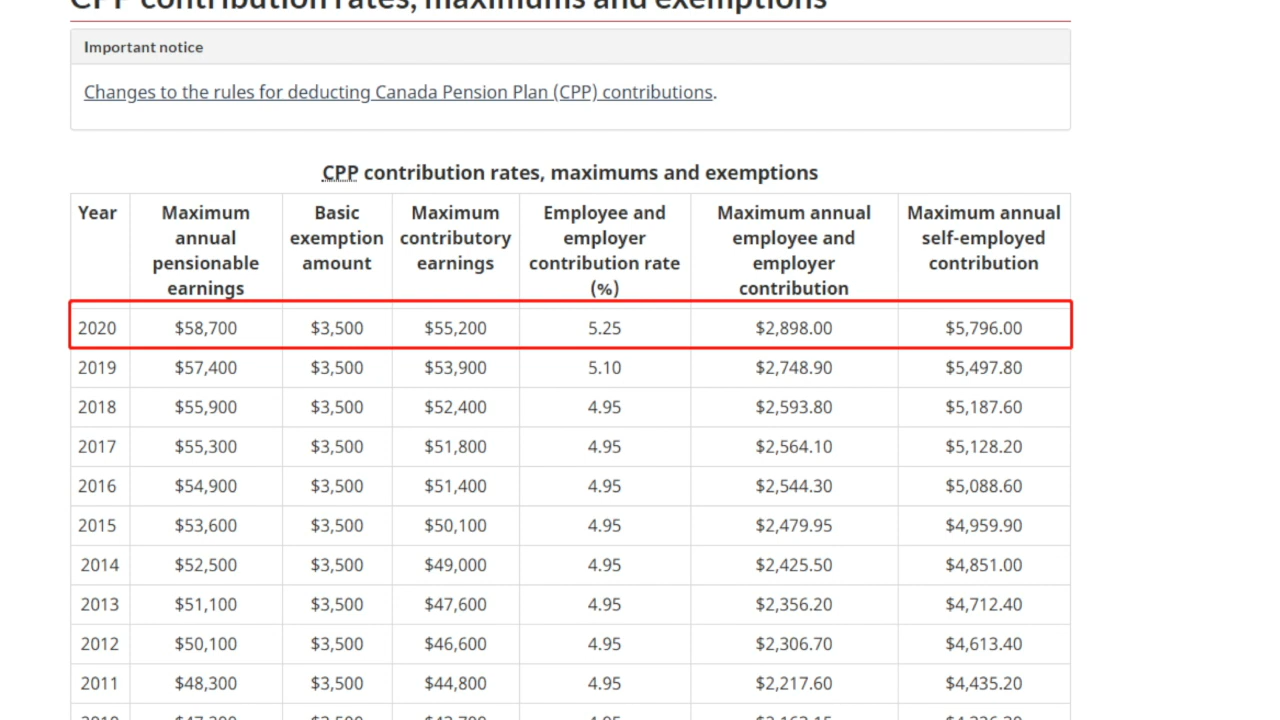 CPP contribution rates, maximums and exemptions
Important notice
Changes to the rules for deducting Canada Pension Plan (CPP) contributions.
CPP contribution rates, maximums and exemptions
Year Maximum annual pensionable earnings Basic exemption amount Maximum contributory earnings Employee and employer contribution rate (%) Maximum annual employee and employer contribution Maximum annual self-employed contribution
2020 $58,700 $3,500 $55,200 5.25 $2,898.00 $5,796.00
2019 $57,400 $3,500 $53,900 5.10 $2,748.90 $5,497.80
2018 $55,900 $3,500 $52,400 4.95 $2,593.80 $5,187.60
2017 $55,300 $3,500 $51,800 4.95 $2,564.10 $5,128.20
2016 $54,900 $3,500 $51,400 4.95 $2,544.30 $5,088.60
2015 $53,600 $3,500 $50,100 4.95 $2,479.95 $4,959.90
2014 $52,500 $3,500 $49,000 4.95 $2,425.50 $4,851.00
2013 $51,100 $3,500 $47,600 4.95 $2,356.20 $4,712.40
2012 $50,100 $3,500 $46,600 4.95 $2,306.70 $4,613.40
2011 $48,300 $3,500 $44,800 4.95 $2,217.60 $4,435.20